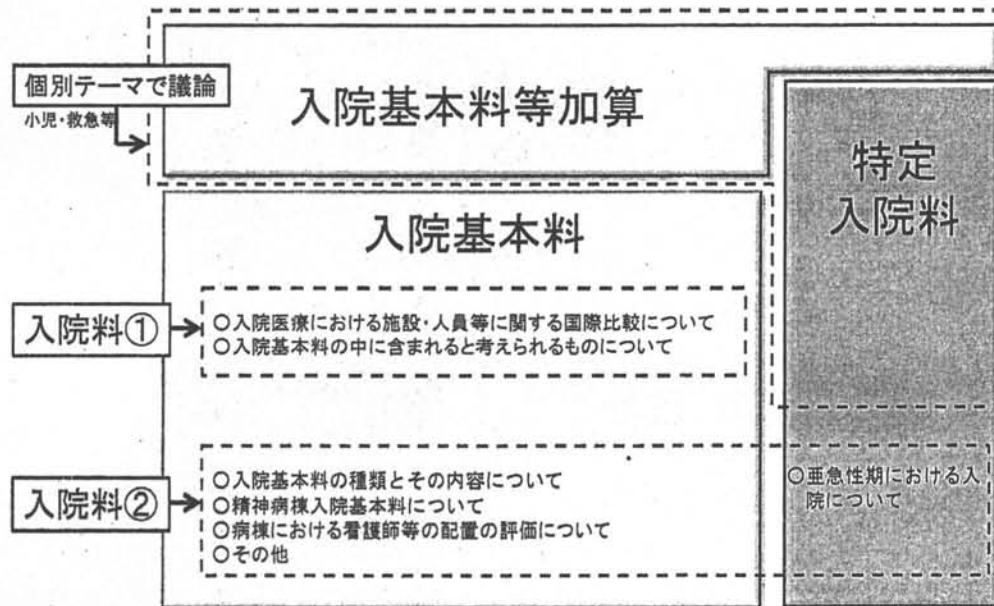 個別テーマで議論
小児・救急等
入院基本料等加算
特定
入院料
入院基本料
入院料①
○入院医療における施設・人員等に関する国際比較について
○入院基本料の中に含まれると考えられるものについて
入院料②
○入院基本料の種類とその内容について
○精神病棟入院基本料について
○病棟における看護師等の配置の評価について
○その他
○亜急性期における入
院について